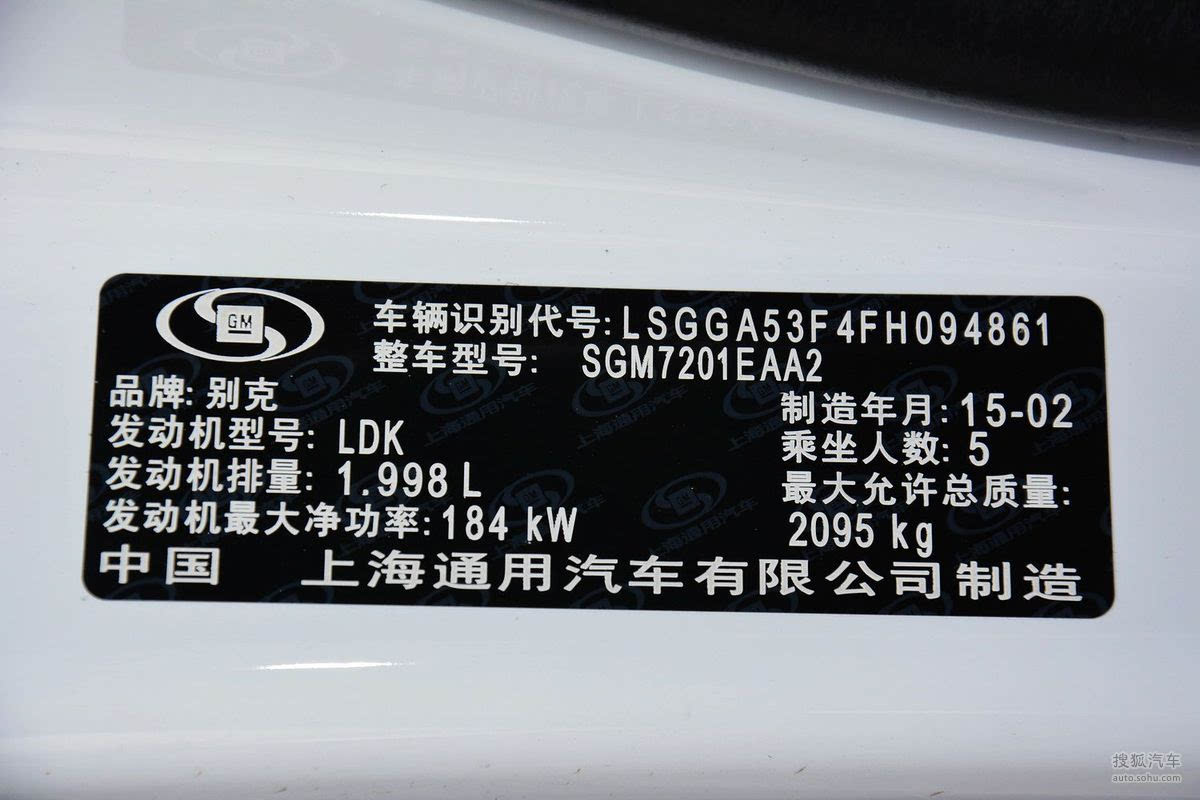 GM
车辆识别代号:LSGGA53F4FH094861
整车型号: SGM7201EAA2
品牌: 别克
制造年月:15-02
发动机型号: LDK
乘坐人数: 5
发动机排量: 1.998L
最大允许总质量:
发动机最大净功率:184 kW
2095 kg
中国 上海通用汽车有限公司制造
搜狐汽车
auto.sohu.com